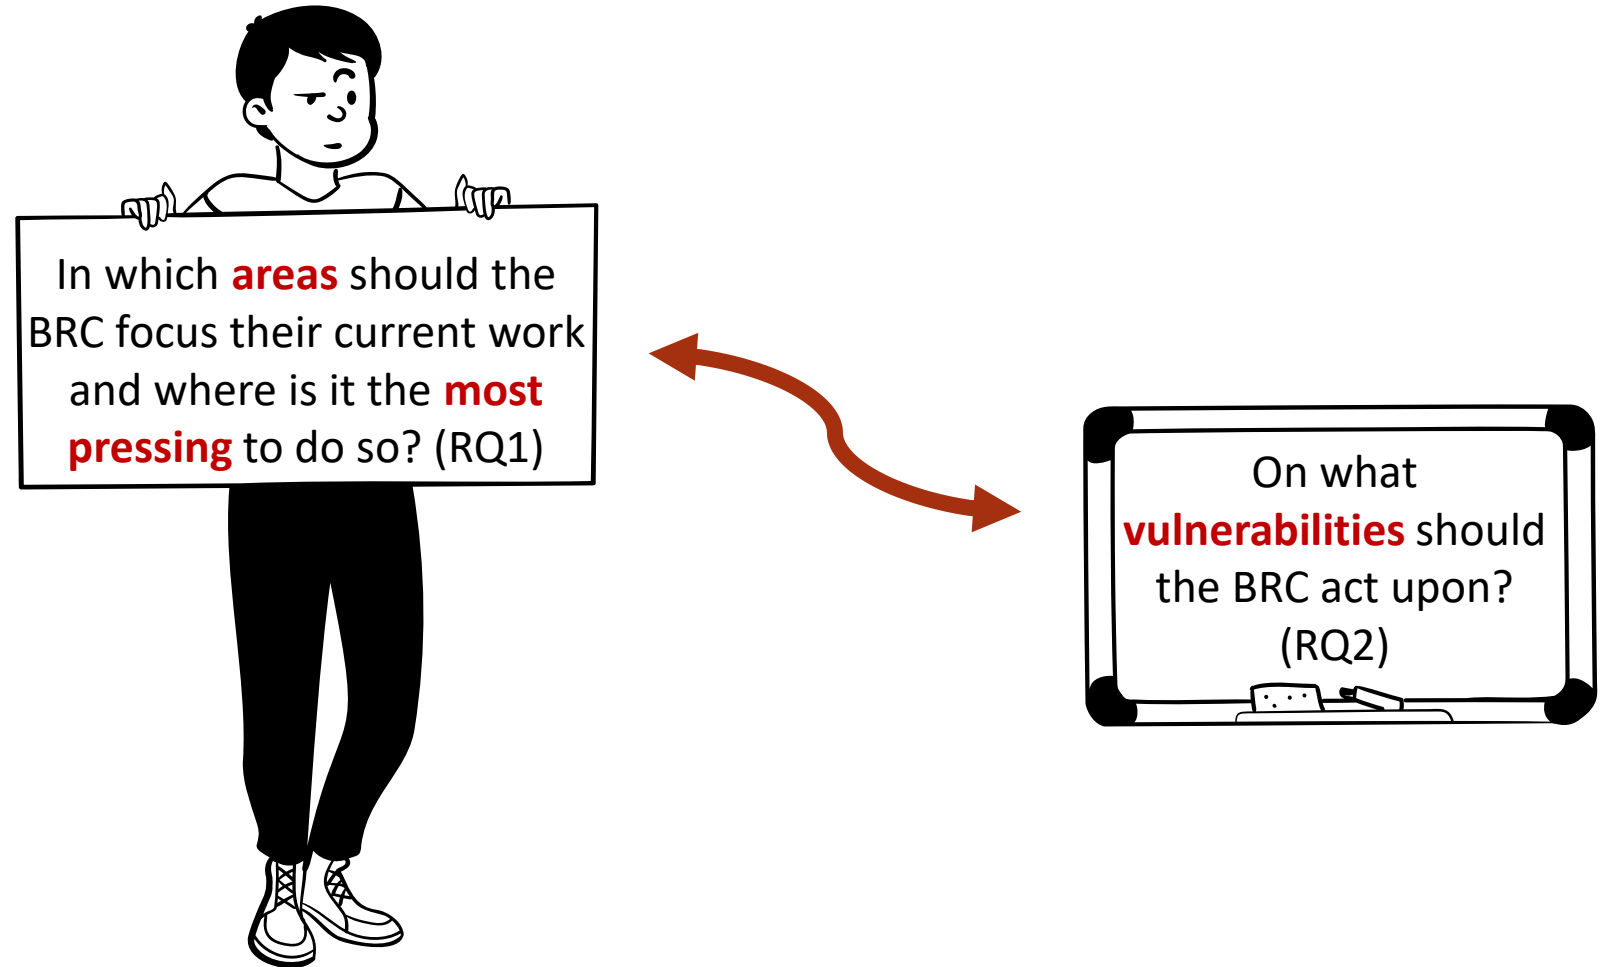 In which areas should the
BRC focus their current work
and where is it the most
pressing to do so? (RQ1)
On what
vulnerabilities should
the BRC act upon?
(RQ2)